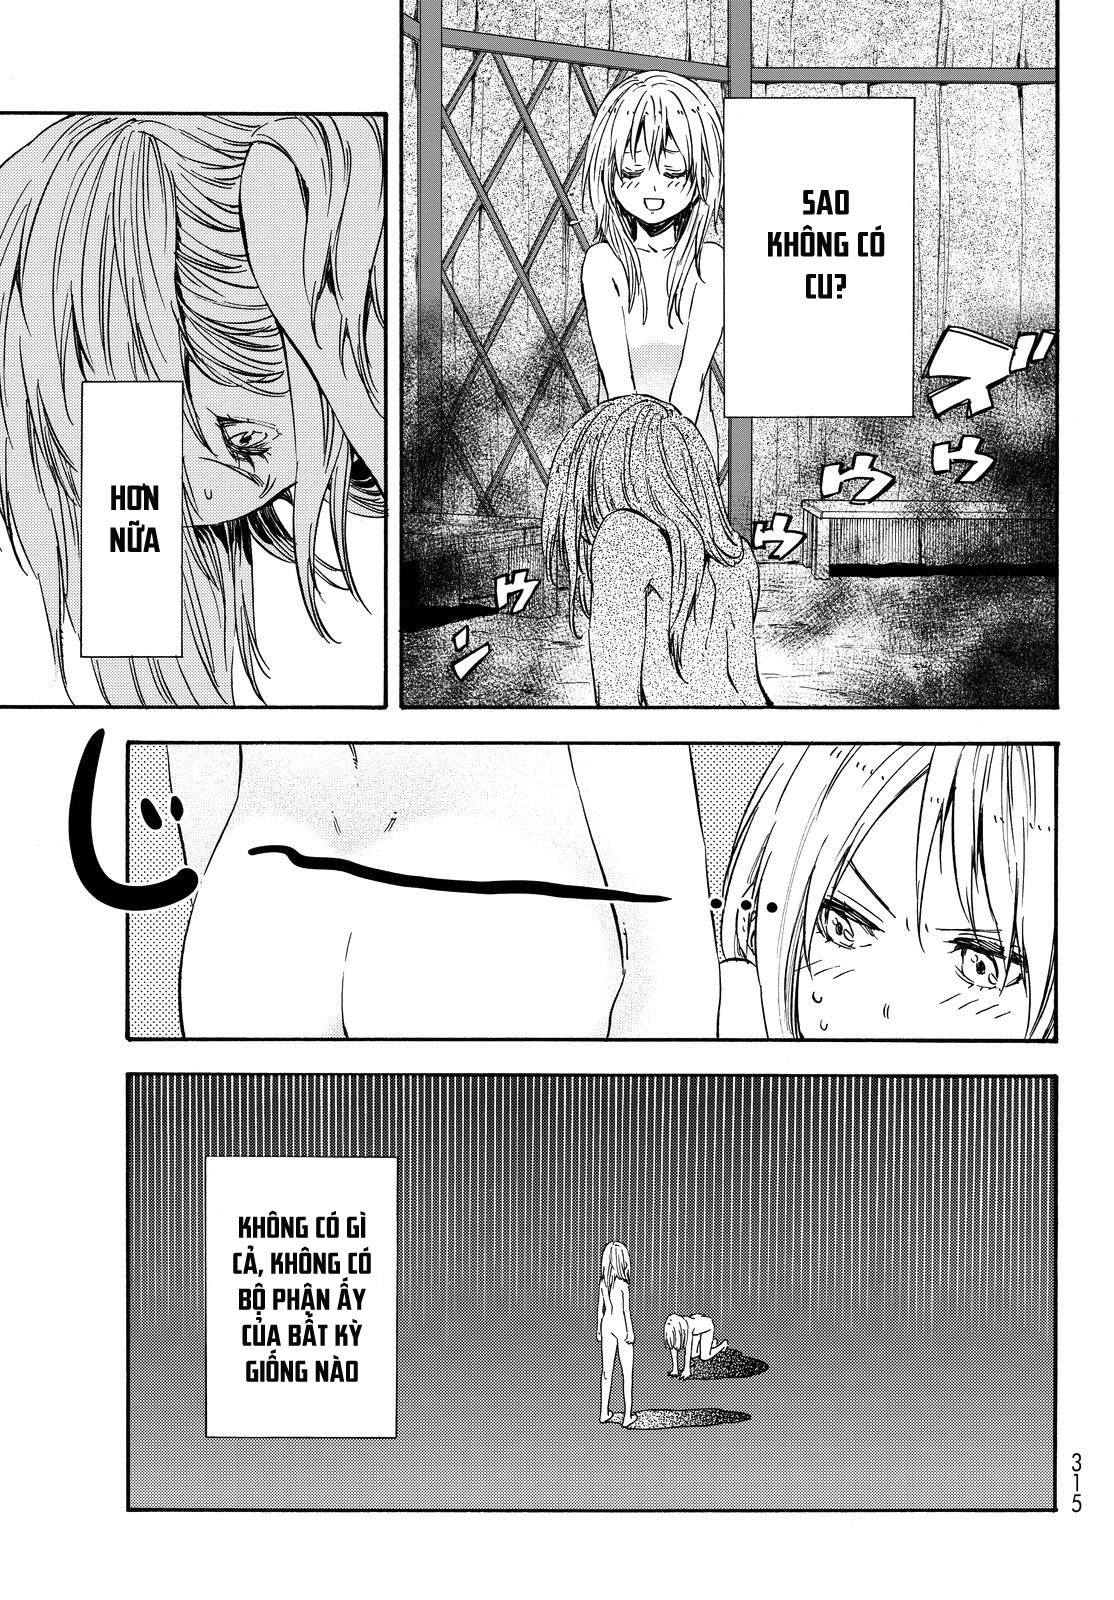 SAO
KHÔNG CÓ
CU?
ズ
ウ
ウ
ウ
ン
HƠN
NỮA
じー…
KHÔNG CÓ GÌ
CẢ, KHÔNG CÓ
BỘ PHẬN ẤY
CỦA BẤT KỲ
GIỐNG NÀO
315